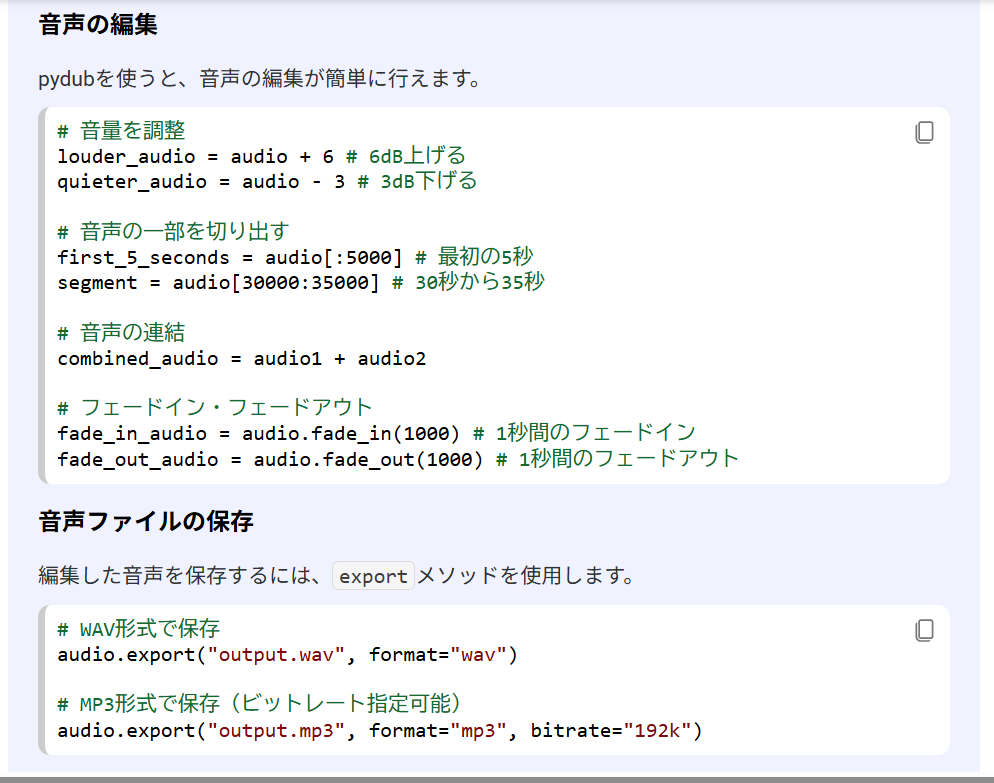 音声の編集
pydubを使うと、音声の編集が簡単に行えます。
# 音量を調整
louder_audio = audio + 6 # 6dB上げる
quieter_audio = audio - 3 # 3dB下げる
# 音声の一部を切り出す
first_5_seconds = audio[:5000] # 最初の5秒
segment = audio[30000:35000] # 30秒から35秒
# 音声の連結
combined_audio = audio1 + audio2
# フェードイン・フェードアウト
fade_in_audio = audio.fade_in(1000) # 1秒間のフェードイン
fade_out_audio = audio.fade_out(1000) # 1秒間のフェードアウト
音声ファイルの保存
編集した音声を保存するには、exportメソッドを使用します。
# WAV形式で保存
audio.export("output.wav", format="wav")
# MP3形式で保存（ビットレート指定可能）
audio.export("output.mp3", format="mp3", bitrate="192k")